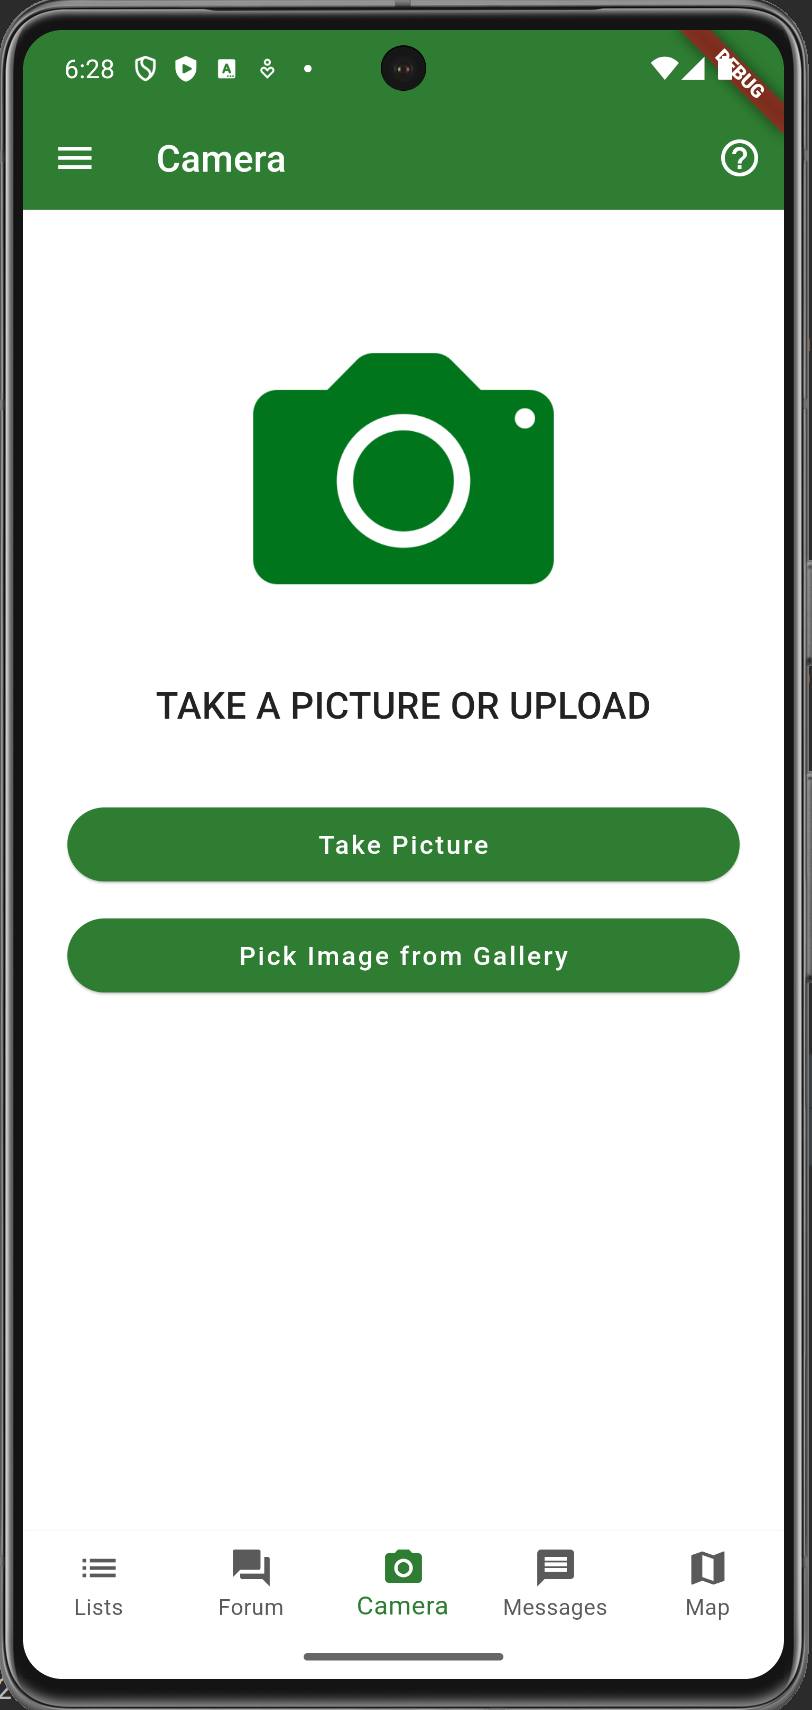 6:28
A
DEBUG
Camera
?
TAKE A PICTURE OR UPLOAD
Take Picture
Pick Image from Gallery
Lists
Forum
Camera
Messages
Map
2